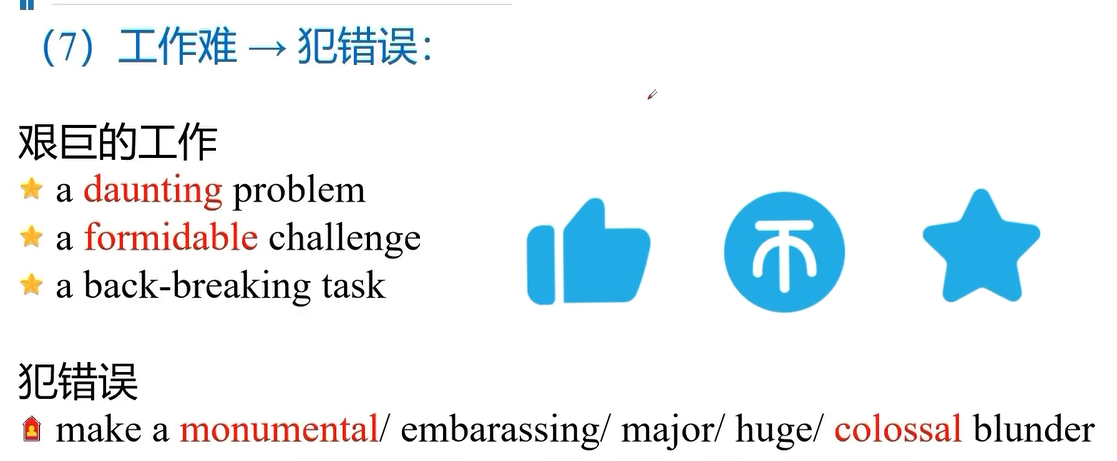 （7）工作难 → 犯错误：
艰巨的工作
a daunting problem
a formidable challenge
a back-breaking task
犯错误
make a monumental/ embarassing/ major/ huge/ colossal blunder